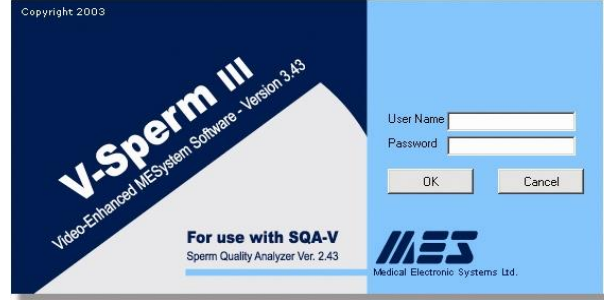 Copyright 2003
V-Sperm III
Video-Enhanced MESystem Software - Version 3.43
For use with SQA-V
Sperm Quality Analyzer Ver. 2.43
User Name
Password
OK Cancel
MES
Medical Electronic Systems Ltd.